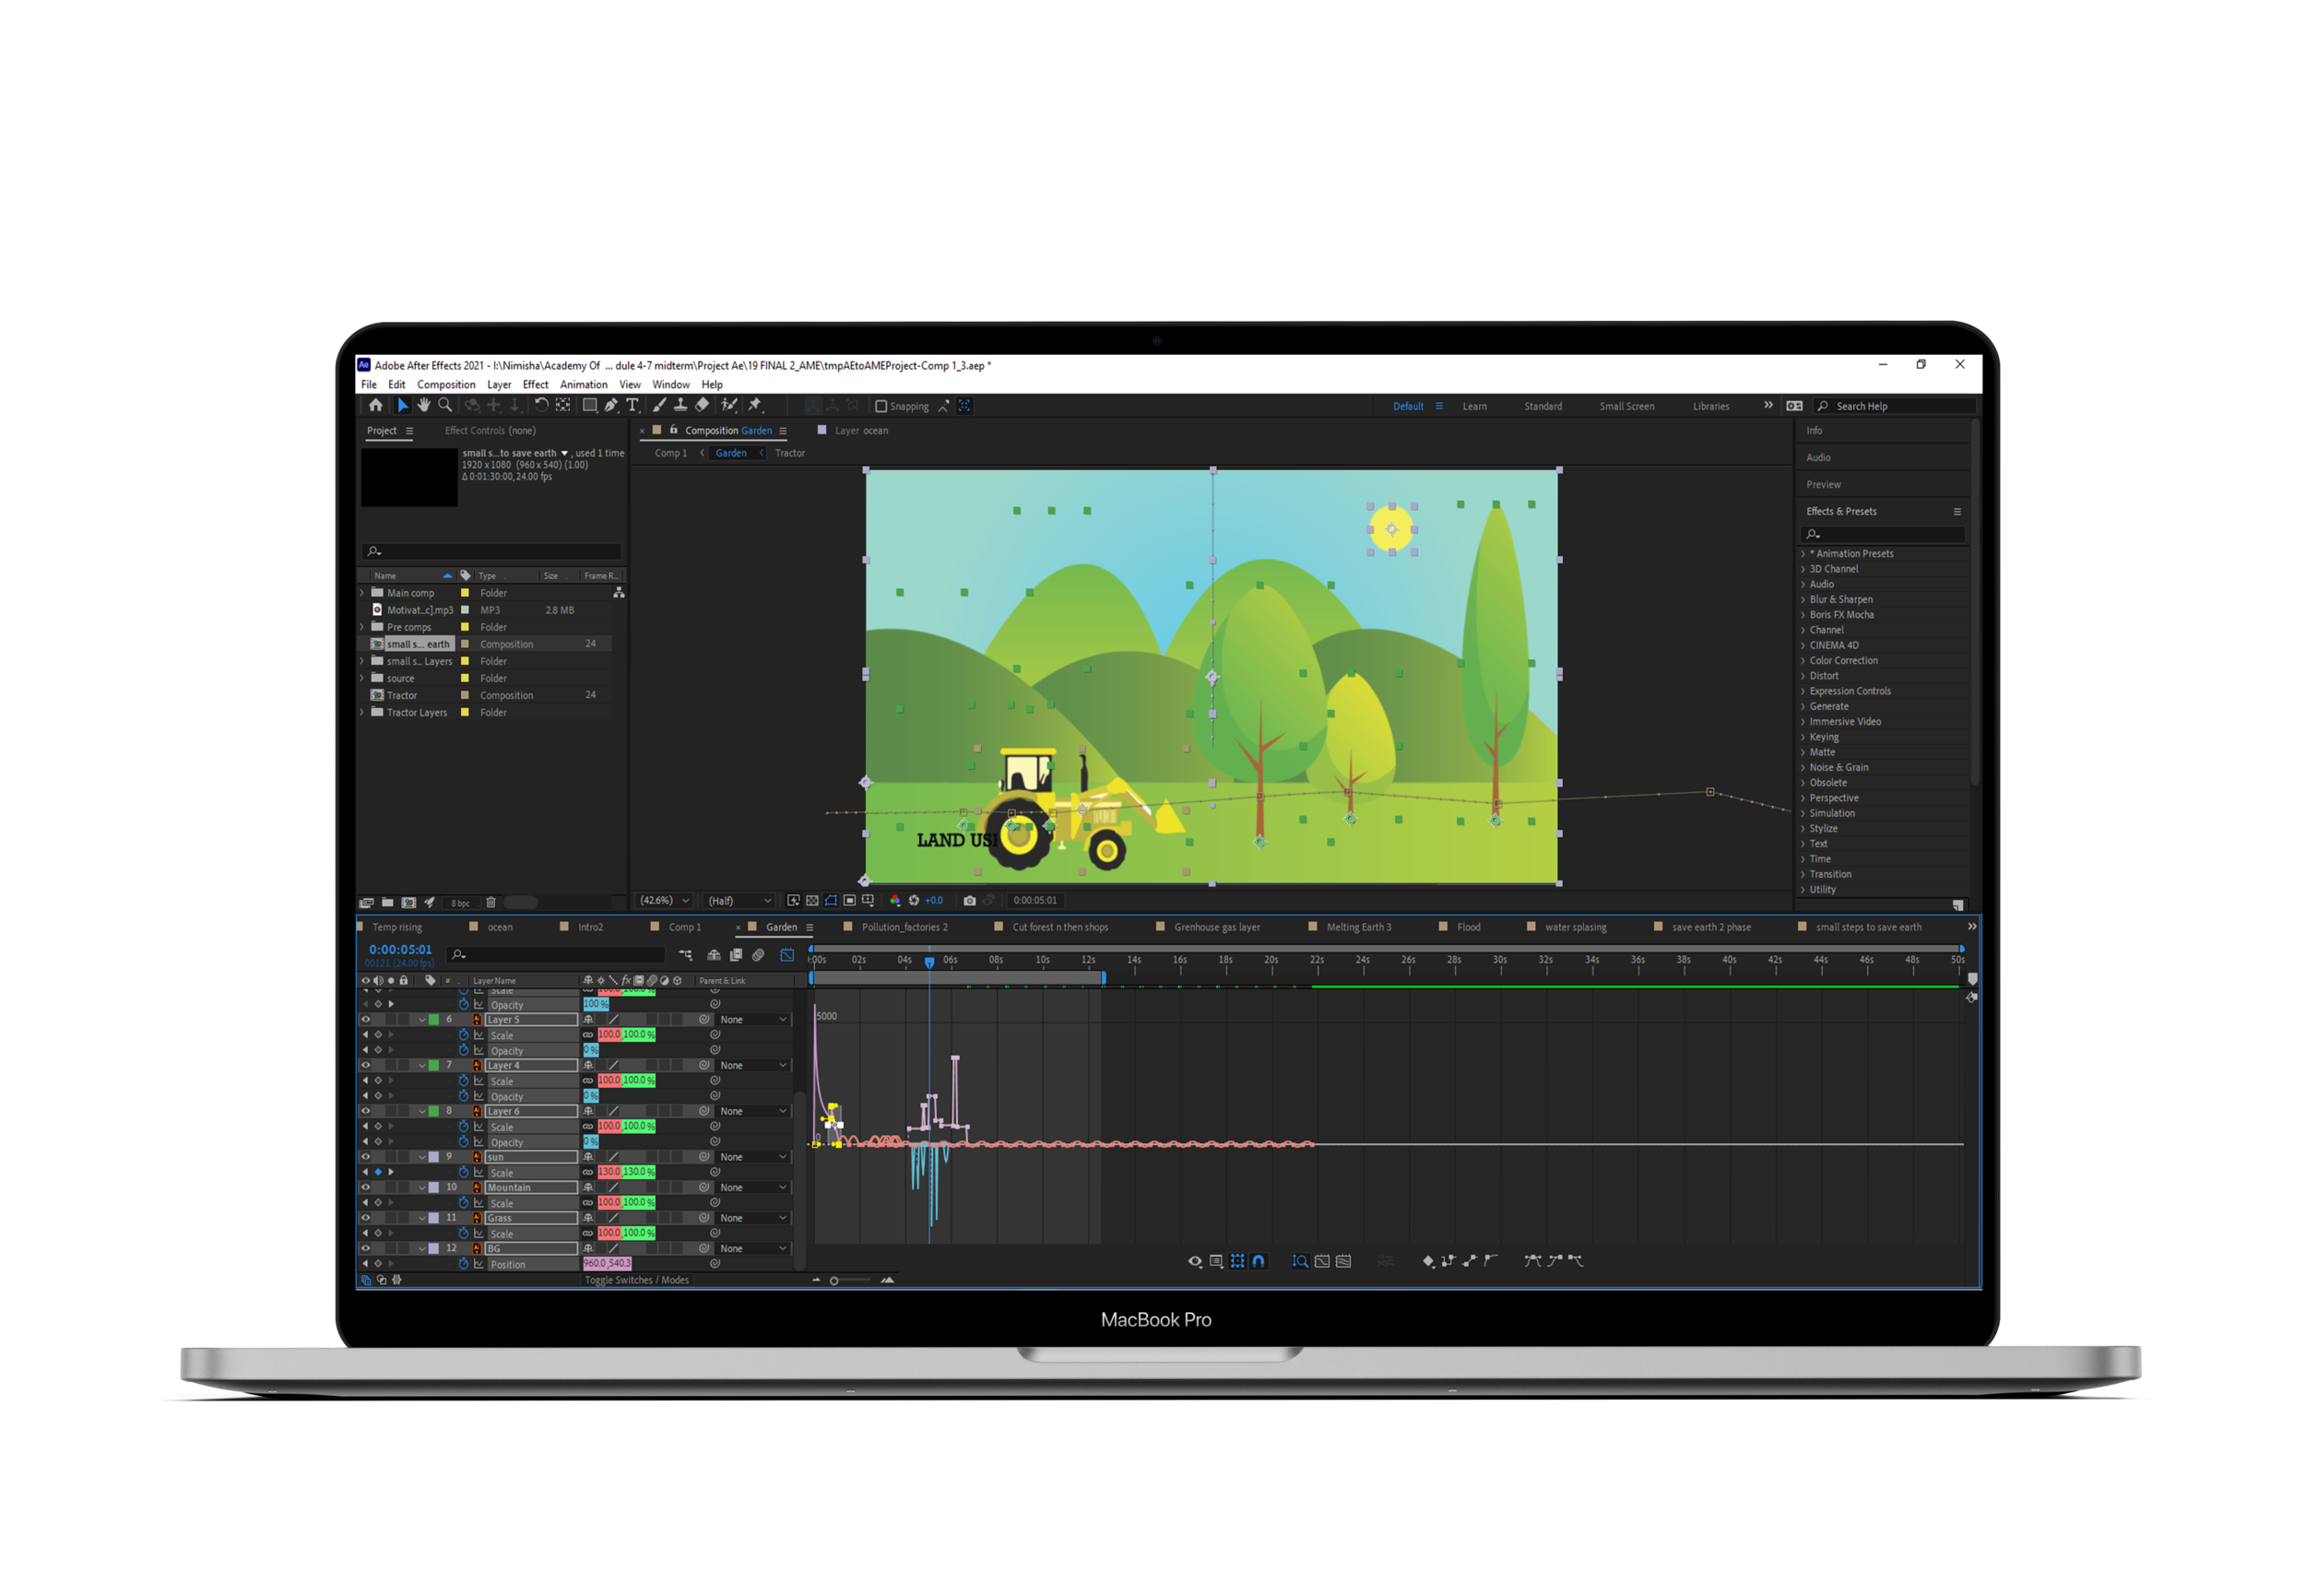 Ae Adobe After Effects 2021 - I:\Nimisha\Academy Of ... dule 4-7 midterm\Project Ae\19 FINAL 2_AME\tmpAEtoAMEProject-Comp 1_3.aep *
File Edit Composition Layer Effect Animation View Window Help
Snapping Default Learn Standard Small Screen Libraries Search Help
Project Effect Controls (none)
small s...to save earth , used 1 time
1920 x 1080 (960 x 540) (1.00)
Δ 0:01:30:00, 24.00 fps
Name Type Size Frame R...
Main comp Folder
Motivat...c].mp3 MP3 2.8 MB
Pre comps Folder
small s... earth Composition 24
small s... Layers Folder
source Folder
Tractor Composition 24
Tractor Layers Folder
8 bpc
Composition Garden Layer ocean
Comp 1 Garden Tractor
LAND USE
(42.6%) (Half) +0.0 0:00:05:01
Info
Audio
Preview
Effects & Presets
* Animation Presets
3D Channel
Audio
Blur & Sharpen
Boris FX Mocha
Channel
CINEMA 4D
Color Correction
Distort
Expression Controls
Generate
Immersive Video
Keying
Matte
Noise & Grain
Obsolete
Perspective
Simulation
Stylize
Text
Time
Transition
Utility
Temp rising ocean Intro2 Comp 1 Garden Pollution_factories 2 Cut forest n then shops Grenhouse gas layer Melting Earth 3 Flood water splasing save earth 2 phase small steps to save earth
0:00:05:01
00121 (24.00 fps)
# Layer Name Parent & Link
:00s 02s 04s 06s 08s 10s 12s 14s 16s 18s 20s 22s 24s 26s 28s 30s 32s 34s 36s 38s 40s 42s 44s 46s 48s 50s
Scale
Opacity 100 %
6 Layer 5 None
Scale 100.0,100.0 %
Opacity 0 %
7 Layer 4 None
Scale 100.0,100.0 %
Opacity 0 %
8 Layer 6 None
Scale 100.0,100.0 %
Opacity 0 %
9 sun None
Scale 130.0,130.0 %
10 Mountain None
Scale 100.0,100.0 %
11 Grass None
Scale 100.0,100.0 %
12 BG None
Position 960.0,540.3
Toggle Switches / Modes
5000
0
MacBook Pro